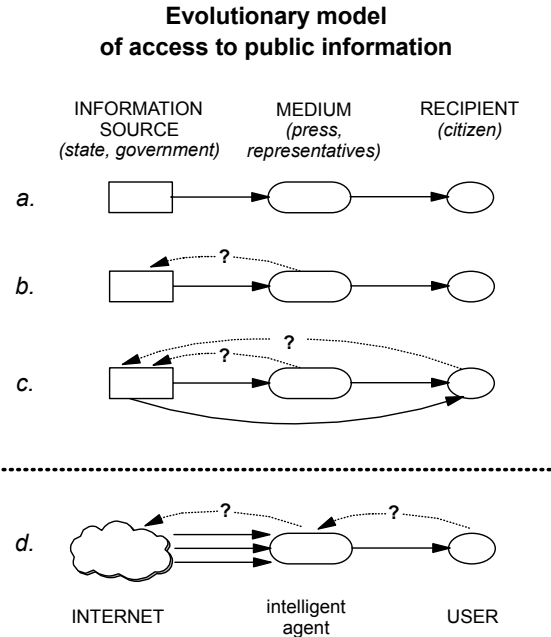 Evolutionary model
of access to public information
INFORMATION
SOURCE
(state, government)
MEDIUM
(press,
representatives)
RECIPIENT
(citizen)
a.
b.
?
c.
?
?
d.
?
?
INTERNET
intelligent
agent
USER